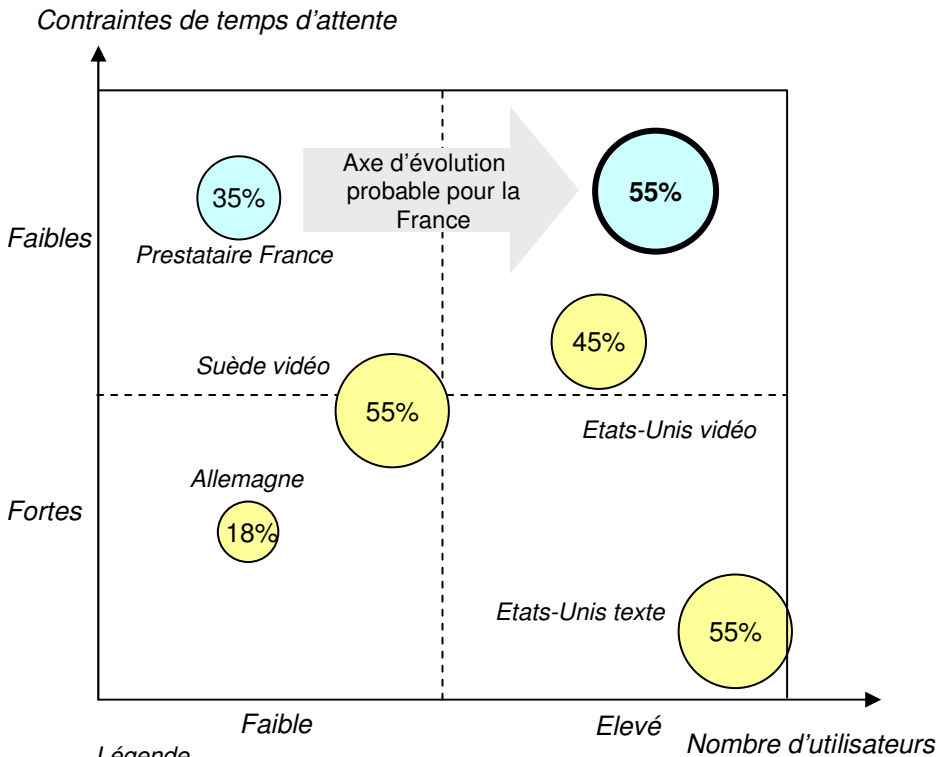 Contraintes de temps d'attente
Axe d'évolution
probable pour la
France
35%
55%
Faibles
Prestataire France
45%
Suède vidéo
55%
Etats-Unis vidéo
Allemagne
Fortes
18%
Etats-Unis texte
55%
Faible
Elevé
Nombre d'utilisateurs
Légende